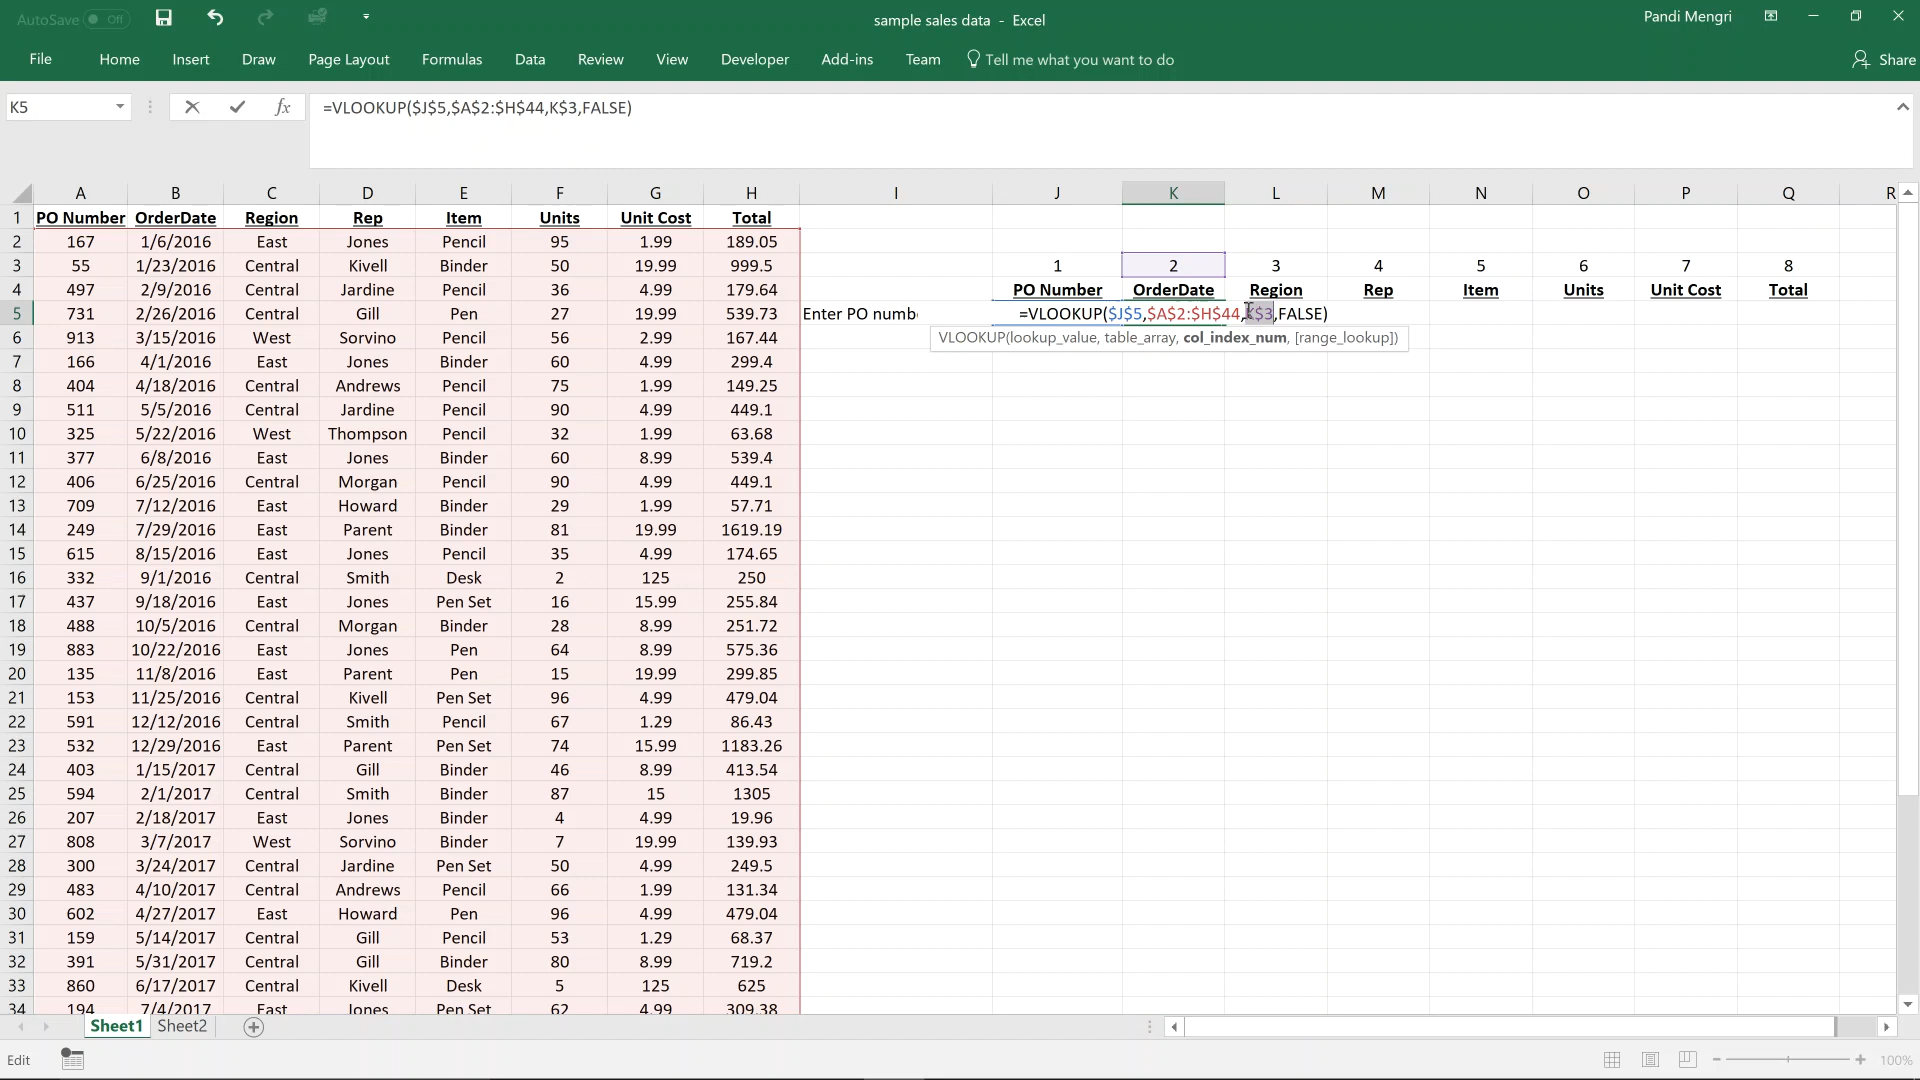 AutoSave Off
sample sales data - Excel
Pandi Mengri
File Home Insert Draw Page Layout Formulas Data Review View Developer Add-ins Team Tell me what you want to do Share
K5 fx =VLOOKUP($J$5,$A$2:$H$44,K$3,FALSE)
A B C D E F G H I J K L M N O P Q R
1 PO Number OrderDate Region Rep Item Units Unit Cost Total
2 167 1/6/2016 East Jones Pencil 95 1.99 189.05
3 55 1/23/2016 Central Kivell Binder 50 19.99 999.5 1 2 3 4 5 6 7 8
4 497 2/9/2016 Central Jardine Pencil 36 4.99 179.64 PO Number OrderDate Region Rep Item Units Unit Cost Total
5 731 2/26/2016 Central Gill Pen 27 19.99 539.73 Enter PO numb =VLOOKUP($J$5,$A$2:$H$44,K$3,FALSE)
6 913 3/15/2016 West Sorvino Pencil 56 2.99 167.44 VLOOKUP(lookup_value, table_array, col_index_num, [range_lookup])
7 166 4/1/2016 East Jones Binder 60 4.99 299.4
8 404 4/18/2016 Central Andrews Pencil 75 1.99 149.25
9 511 5/5/2016 Central Jardine Pencil 90 4.99 449.1
10 325 5/22/2016 West Thompson Pencil 32 1.99 63.68
11 377 6/8/2016 East Jones Binder 60 8.99 539.4
12 406 6/25/2016 Central Morgan Pencil 90 4.99 449.1
13 709 7/12/2016 East Howard Binder 29 1.99 57.71
14 249 7/29/2016 East Parent Binder 81 19.99 1619.19
15 615 8/15/2016 East Jones Pencil 35 4.99 174.65
16 332 9/1/2016 Central Smith Desk 2 125 250
17 437 9/18/2016 East Jones Pen Set 16 15.99 255.84
18 488 10/5/2016 Central Morgan Binder 28 8.99 251.72
19 883 10/22/2016 East Jones Pen 64 8.99 575.36
20 135 11/8/2016 East Parent Pen 15 19.99 299.85
21 153 11/25/2016 Central Kivell Pen Set 96 4.99 479.04
22 591 12/12/2016 Central Smith Pencil 67 1.29 86.43
23 532 12/29/2016 East Parent Pen Set 74 15.99 1183.26
24 403 1/15/2017 Central Gill Binder 46 8.99 413.54
25 594 2/1/2017 Central Smith Binder 87 15 1305
26 207 2/18/2017 East Jones Binder 4 4.99 19.96
27 808 3/7/2017 West Sorvino Binder 7 19.99 139.93
28 300 3/24/2017 Central Jardine Pen Set 50 4.99 249.5
29 483 4/10/2017 Central Andrews Pencil 66 1.99 131.34
30 602 4/27/2017 East Howard Pen 96 4.99 479.04
31 159 5/14/2017 Central Gill Pencil 53 1.29 68.37
32 391 5/31/2017 Central Gill Binder 80 8.99 719.2
33 860 6/17/2017 Central Kivell Desk 5 125 625
34 194 7/4/2017 East Jones Pen Set 62 4.99 309.38
Sheet1 Sheet2
Edit 100%